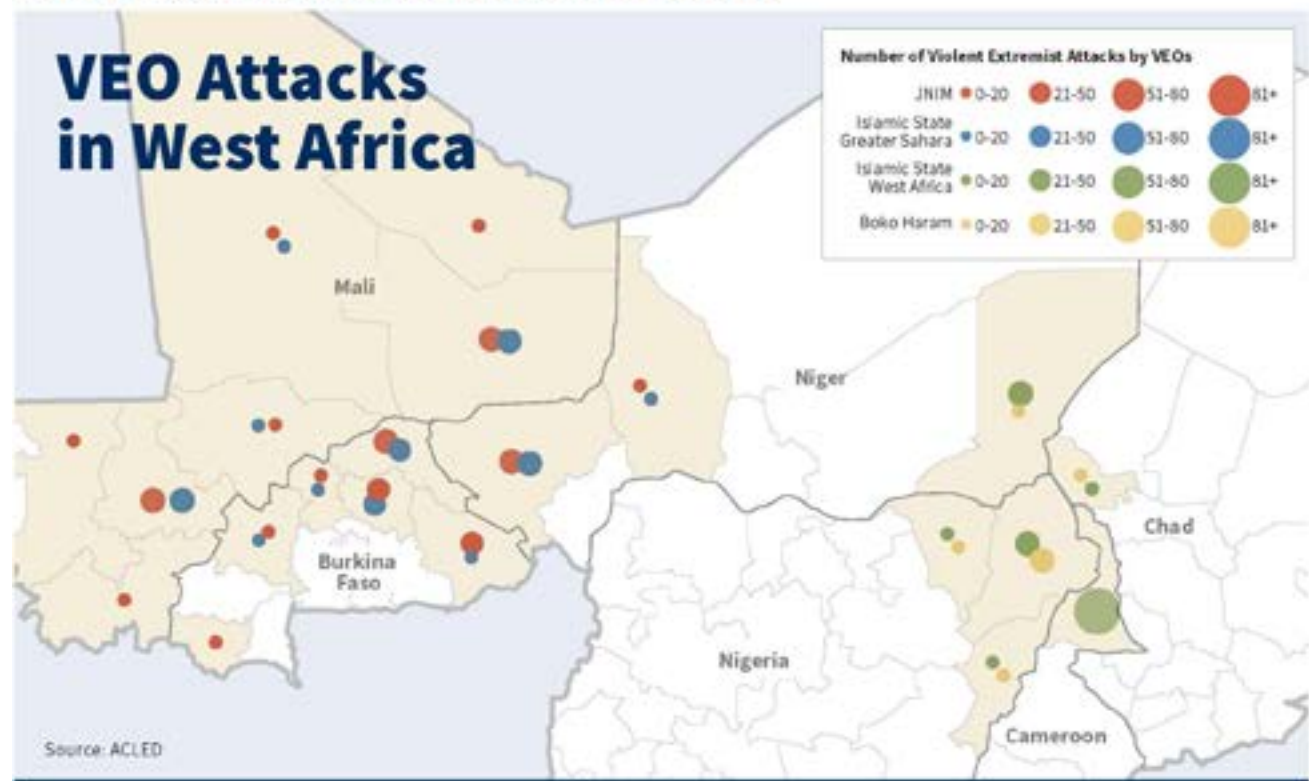 VEO Attacks
in West Africa
Number of Violent Extremist Attacks by VEOs
JNIM 0-20 21-50 51-80 81+
Islamic State
Greater Sahara 0-20 21-50 51-80 81+
Islamic State
West Africa 0-20 21-50 51-80 81+
Boko Haram 0-20 21-50 51-80 81+
Mali
Niger
Chad
Burkina
Faso
Nigeria
Cameroon
Source: ACLED